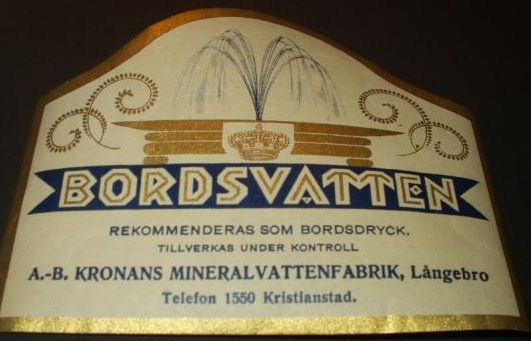 BORDSVATTEN
REKOMMENDERAS SOM BORDSDRYCK.
TILLVERKAS UNDER KONTROLL
A.-B. KRONANS MINERALVATTENFABRIK, Långebro
Telefon 1550 Kristianstad.